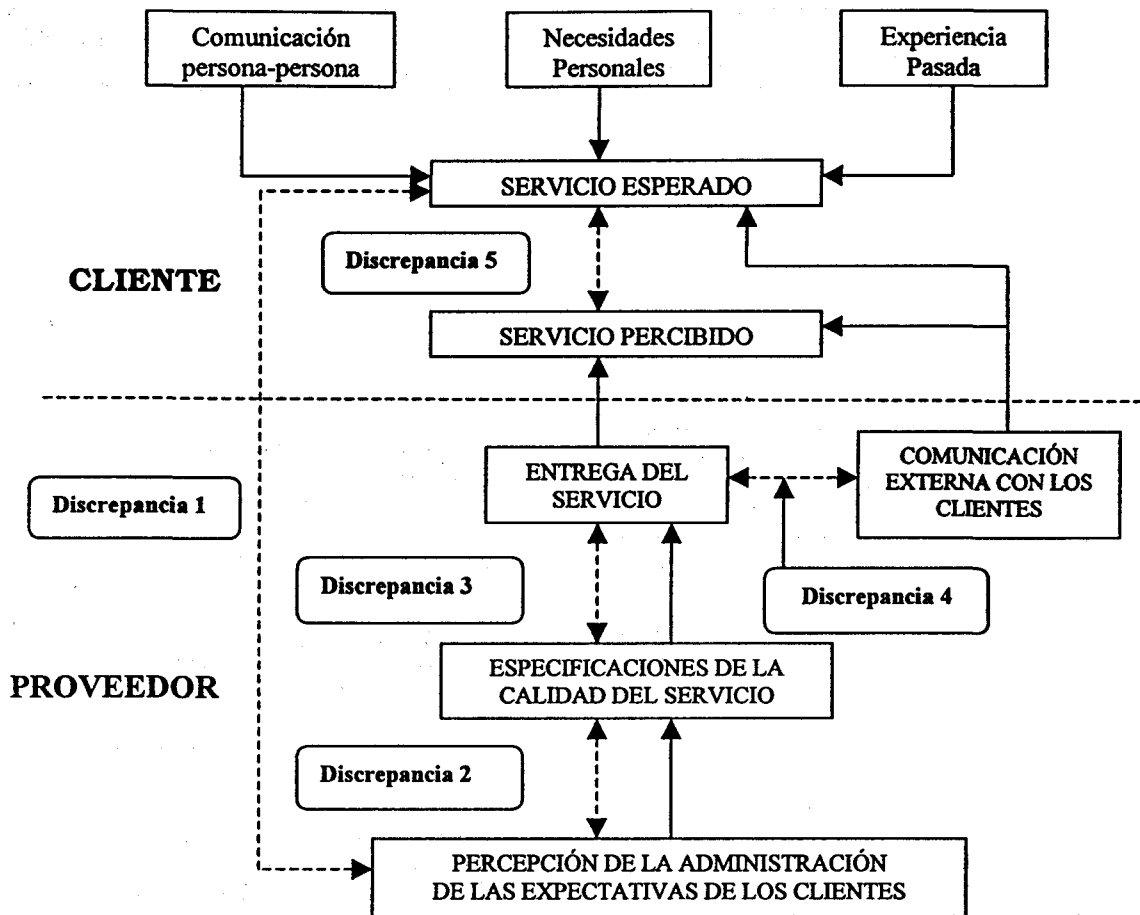 Comunicación
persona-persona
Necesidades
Personales
Experiencia
Pasada
SERVICIO ESPERADO
Discrepancia 5
CLIENTE
SERVICIO PERCIBIDO
ENTREGA DEL
SERVICIO
COMUNICACIÓN
EXTERNA CON LOS
CLIENTES
Discrepancia 1
Discrepancia 3
Discrepancia 4
ESPECIFICACIONES DE LA
CALIDAD DEL SERVICIO
PROVEEDOR
Discrepancia 2
PERCEPCIÓN DE LA ADMINISTRACIÓN
DE LAS EXPECTATIVAS DE LOS CLIENTES